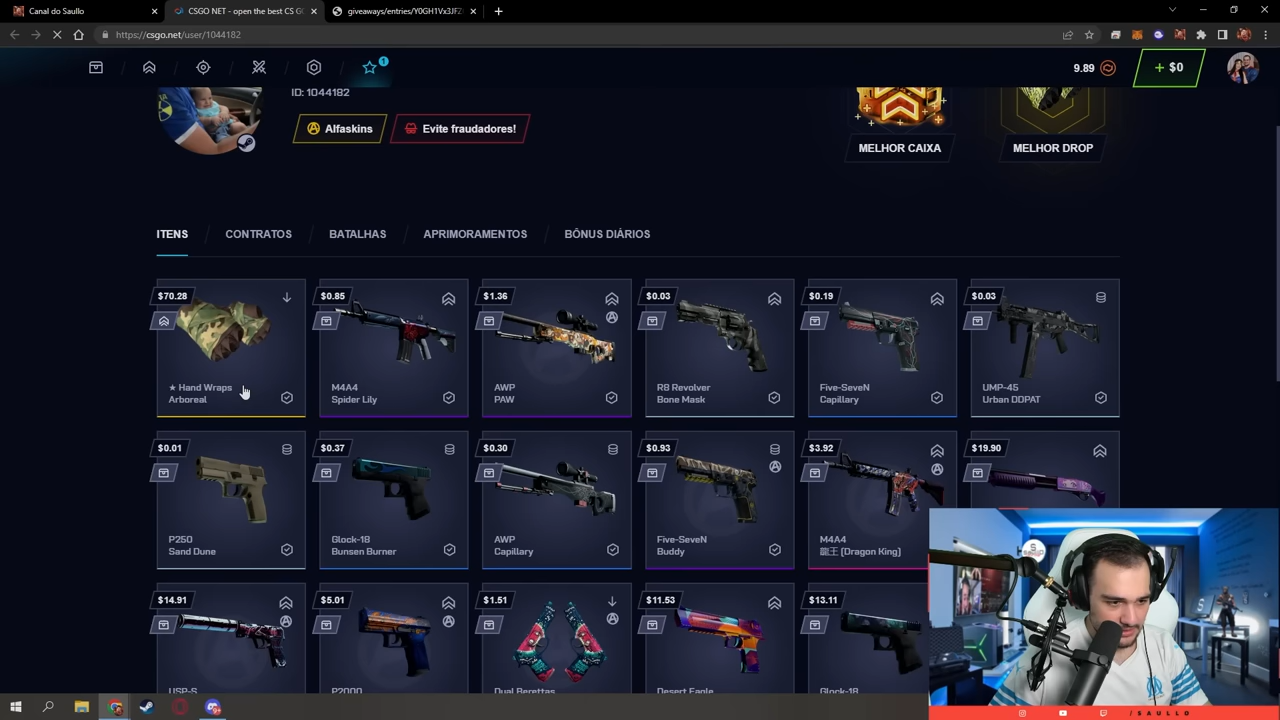 Canal do Saullo
CSGO NET - open the best CS G
giveaways/entries/Y0GH1Vx3JFZ
https://csgo.net/user/1044182
1
9.89
+ $0
ID: 1044182
Alfaskins
Evite fraudadores!
MELHOR CAIXA
MELHOR DROP
ITENS
CONTRATOS
BATALHAS
APRIMORAMENTOS
BÔNUS DIÁRIOS
$70.28
$0.85
$1.36
$0.03
$0.19
$0.03
★ Hand Wraps
Arboreal
M4A4
Spider Lily
AWP
PAW
R8 Revolver
Bone Mask
Five-SeveN
Capillary
UMP-45
Urban DDPAT
$0.01
$0.37
$0.30
$0.93
$3.92
$19.90
P250
Sand Dune
Glock-18
Bunsen Burner
AWP
Capillary
Five-SeveN
Buddy
M4A4
龍王 (Dragon King)
$14.91
$5.01
$1.51
$11.53
$13.11
USP-S
P2000
Dual Berettas
Desert Eagle
Glock-18
/SAULLO